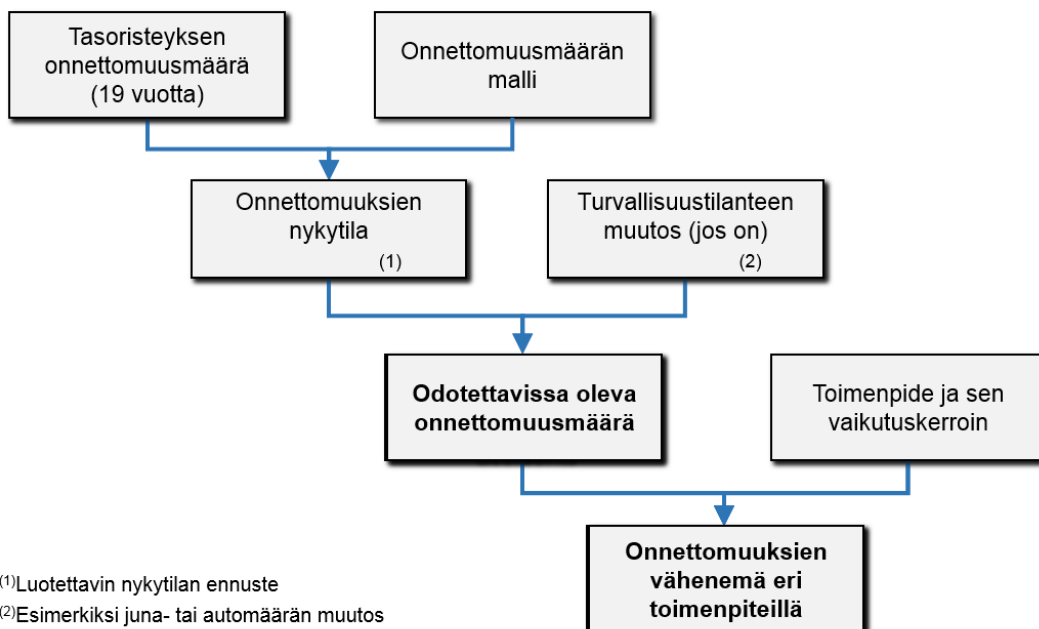 Tasoristeyksen
onnettomuusmäärä
(19 vuotta)
Onnettomuusmäärän
malli
Onnettomuuksien
nykytila
(1)
Turvallisuustilanteen
muutos (jos on)
(2)
Odotettavissa oleva
onnettomuusmäärä
Toimenpide ja sen
vaikutuskerroin
Onnettomuuksien
vähenemä eri
toimenpiteillä
(1)Luotettavin nykytilan ennuste
(2)Esimerkiksi juna- tai automäärän muutos